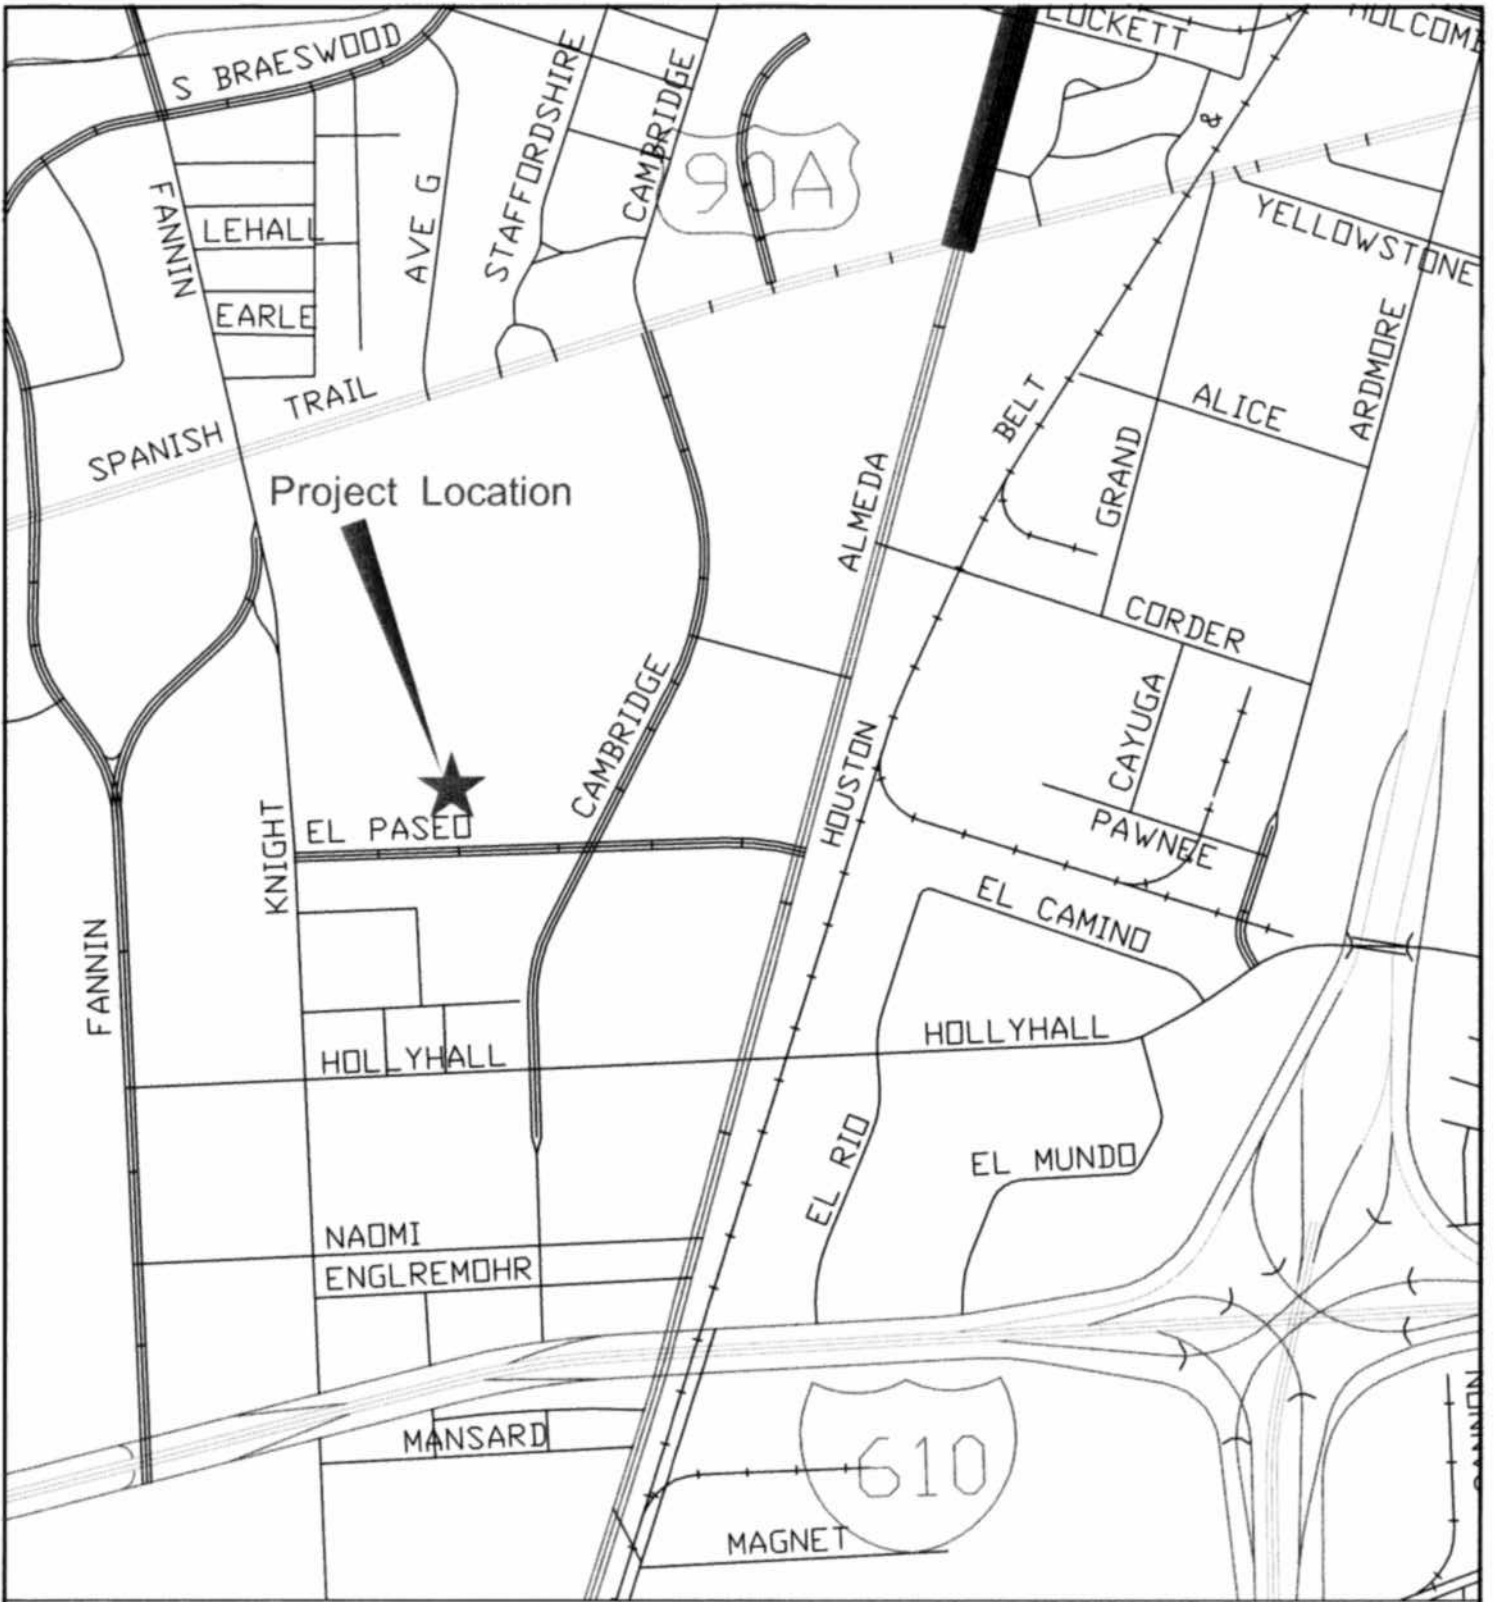 LOCKETT
HOLCOMB
S BRAESWOOD
STAFFORDSHIRE
CAMBRIDGE
&
90A
FANNIN
LEHALL
AVE G
YELLOWSTONE
EARLE
ARDMORE
TRAIL
ALICE
BELT
SPANISH
GRAND
ALMEDA
Project Location
CORDER
CAYUGA
CAMBRIDGE
HOUSTON
EL PASEO
PAWNEE
KNIGHT
EL CAMINO
FANNIN
HOLLYHALL
HOLLYHALL
EL RIO
EL MUNDO
NAOMI
ENGLREMOHR
MANSARD
610
MAGNET